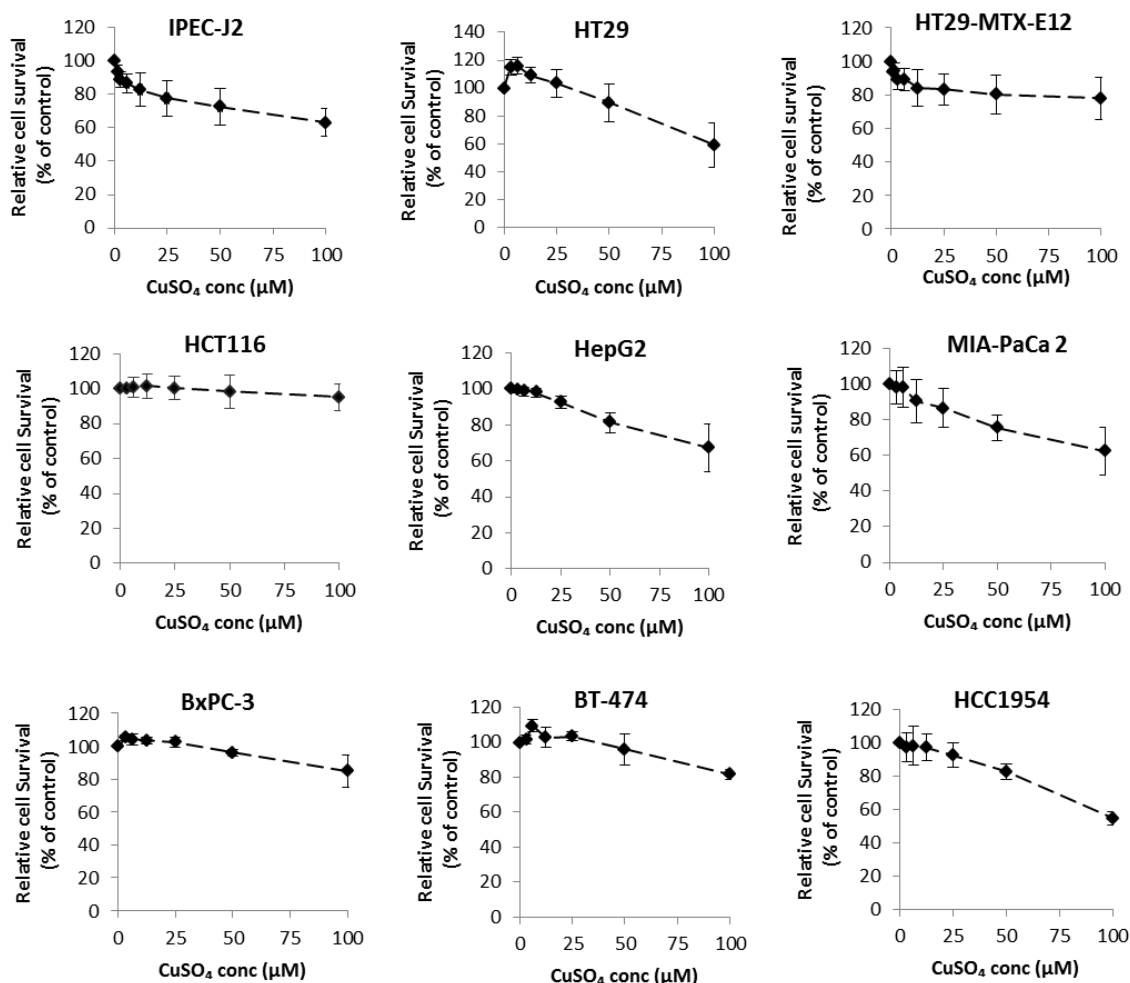 IPEC-J2
Relative cell survival
(% of control)
120
100
80
60
40
20
0
0 25 50 75 100
CuSO₄ conc (µM)
HT29
Relative cell survival
(% of control)
140
120
100
80
60
40
20
0
0 25 50 75 100
CuSO₄ conc (µM)
HT29-MTX-E12
Relative cell survival
(% of control)
120
100
80
60
40
20
0
0 25 50 75 100
CuSO₄ conc (µM)
HCT116
Relative cell Survival
(% of control)
120
100
80
60
40
20
0
0 25 50 75 100
CuSO₄ conc (µM)
HepG2
Relative cell Survival
(% of control)
120
100
80
60
40
20
0
0 25 50 75 100
CuSO₄ conc (µM)
MIA-PaCa 2
Relative cell Survival
(% of control)
120
100
80
60
40
20
0
0 25 50 75 100
CuSO₄ conc (µM)
BxPC-3
Relative cell Survival
(% of control)
120
100
80
60
40
20
0
0 25 50 75 100
CuSO₄ conc (µM)
BT-474
Relative cell Survival
(% of control)
120
100
80
60
40
20
0
0 25 50 75 100
CuSO₄ conc (µM)
HCC1954
Relative cell Survival
(% of control)
120
100
80
60
40
20
0
0 25 50 75 100
CuSO₄ conc (µM)